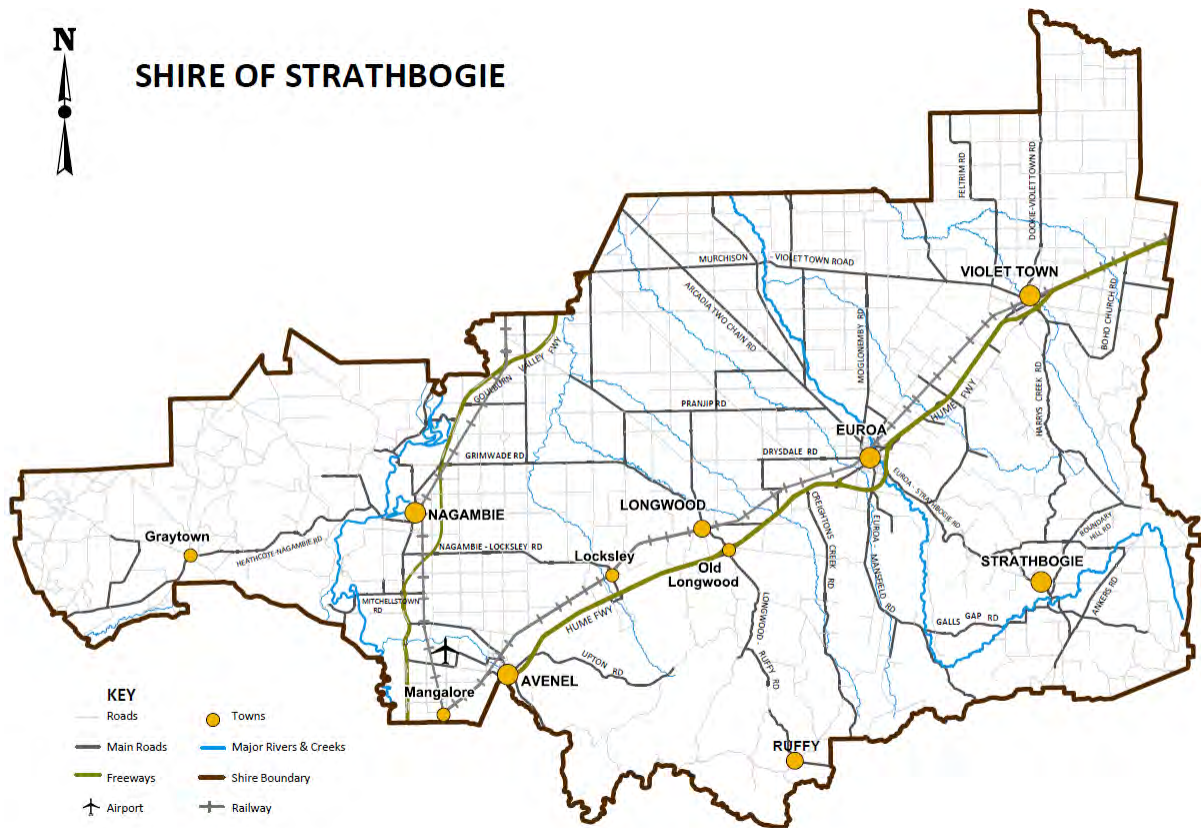 N
SHIRE OF STRATHBOGIE
FELTRIM RD
DOOKIE-VIOLET TOWN RD
MURCHISON - VIOLET TOWN ROAD
VIOLET TOWN
BOHO CHURCH RD
ARCADIA TWO CHAIN RD
MOGLONEMBY RD
GOULBURN VALLEY FWY
HUME FWY
HARRYS CREEK RD
PRANJIP RD
EUROA
DRYSDALE RD
GRIMWADE RD
EUROA - STRATHBOGIE RD
LONGWOOD
CREIGHTONS CREEK RD
NAGAMBIE
EUROA - MANSFIELD RD
BOUNDARY
HILL RD
Graytown
HEATHCOTE-NAGAMBIE RD
NAGAMBIE - LOCKSLEY RD
Locksley
Old
Longwood
STRATHBOGIE
ANKERS RD
MITCHELLSTOWN
RD
HUME FWY
LONGWOOD - RUFFY RD
GALLS GAP RD
UPTON RD
AVENEL
Mangalore
RUFFY
KEY
Roads
Towns
Main Roads
Major Rivers & Creeks
Freeways
Shire Boundary
Airport
Railway